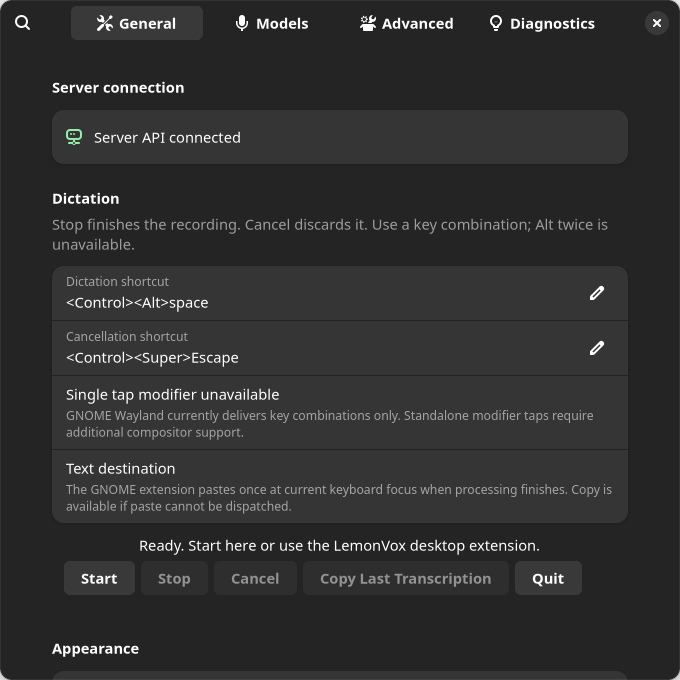 General
Models
Advanced
Diagnostics
Server connection
Server API connected
Dictation
Stop finishes the recording. Cancel discards it. Use a key combination; Alt twice is
unavailable.
Dictation shortcut
<Control><Alt>space
Cancellation shortcut
<Control><Super>Escape
Single tap modifier unavailable
GNOME Wayland currently delivers key combinations only. Standalone modifier taps require
additional compositor support.
Text destination
The GNOME extension pastes once at current keyboard focus when processing finishes. Copy is
available if paste cannot be dispatched.
Ready. Start here or use the LemonVox desktop extension.
Start
Stop
Cancel
Copy Last Transcription
Quit
Appearance